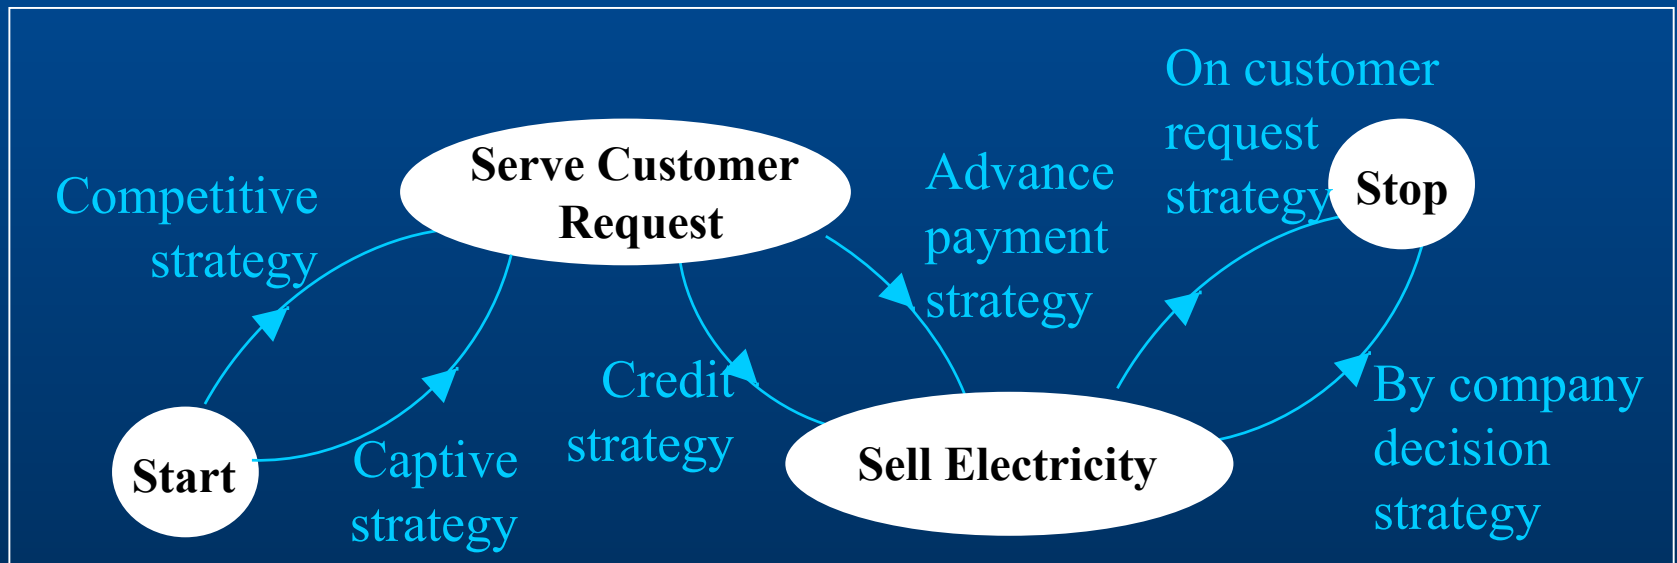 Competitive
strategy
Start
Captive
strategy
Serve Customer
Request
Credit
strategy
Advance
payment
strategy
Sell Electricity
On customer
request
strategy
Stop
By company
decision
strategy